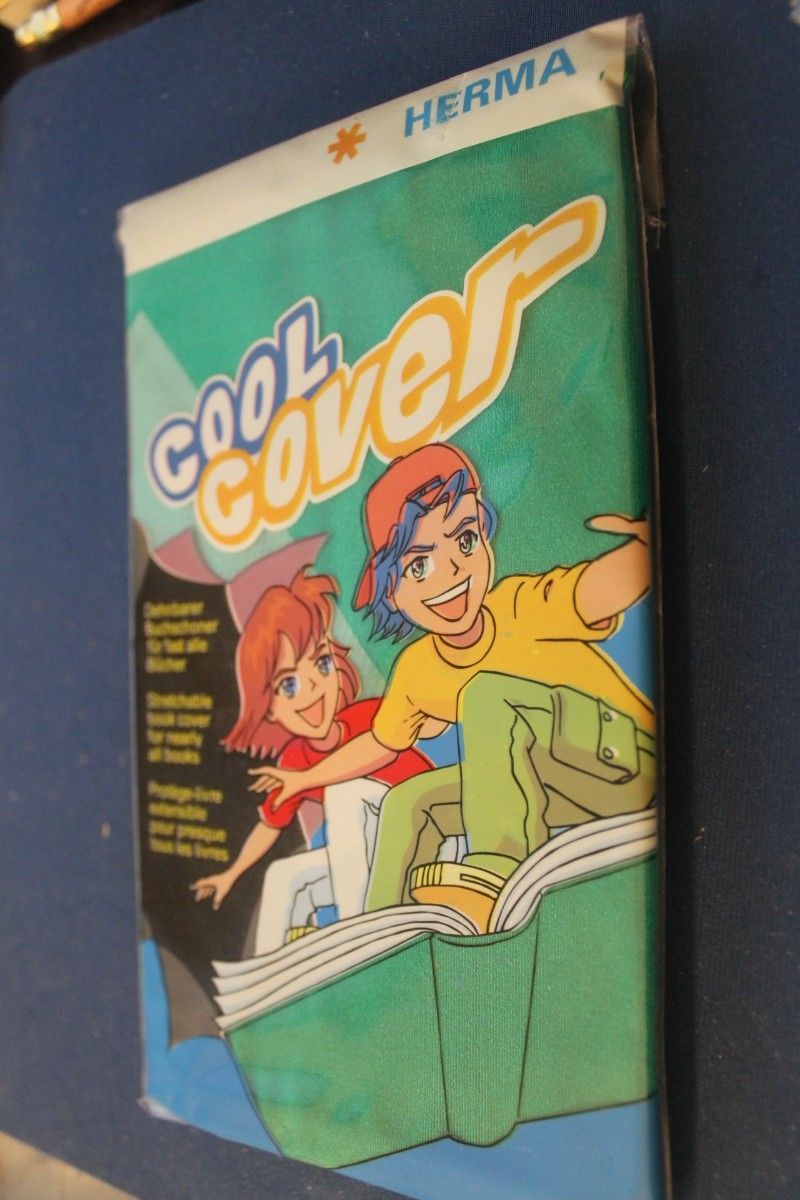 * HERMA
COOL
Cover
Dehnbarer
Buchschoner
für fast alle
Bücher
Stretchable
book cover
for nearly
all books
Protège-livre
extensible
pour presque
tous les livres